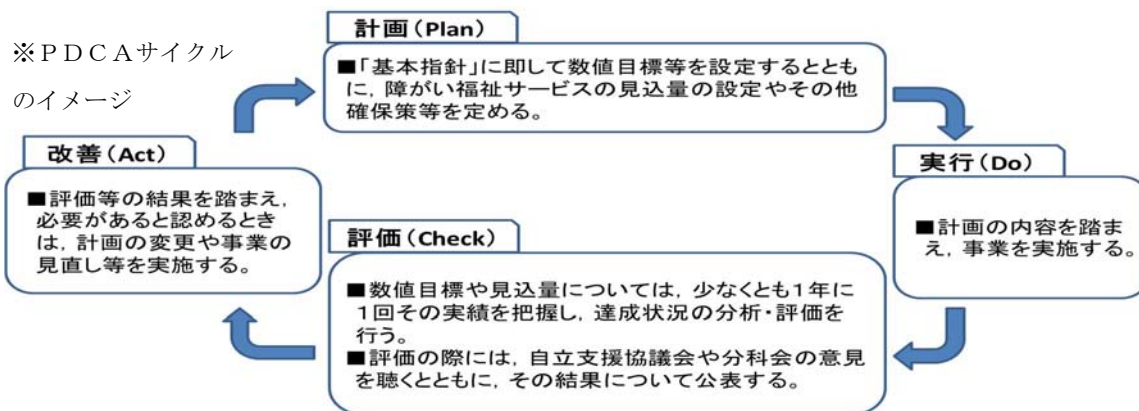 ※ＰＤＣＡサイクル
のイメージ
計画（Plan）
■「基本指針」に即して数値目標等を設定するととも
に，障がい福祉サービスの見込量の設定やその他
確保策等を定める。
実行（Do）
■計画の内容を踏ま
え，事業を実施する。
評価（Check）
■数値目標や見込量については，少なくとも１年に
１回その実績を把握し，達成状況の分析・評価を
行う。
■評価の際には，自立支援協議会や分科会の意見
を聴くとともに，その結果について公表する。
改善（Act）
■評価等の結果を踏まえ，
必要があると認めるとき
は，計画の変更や事業の
見直し等を実施する。